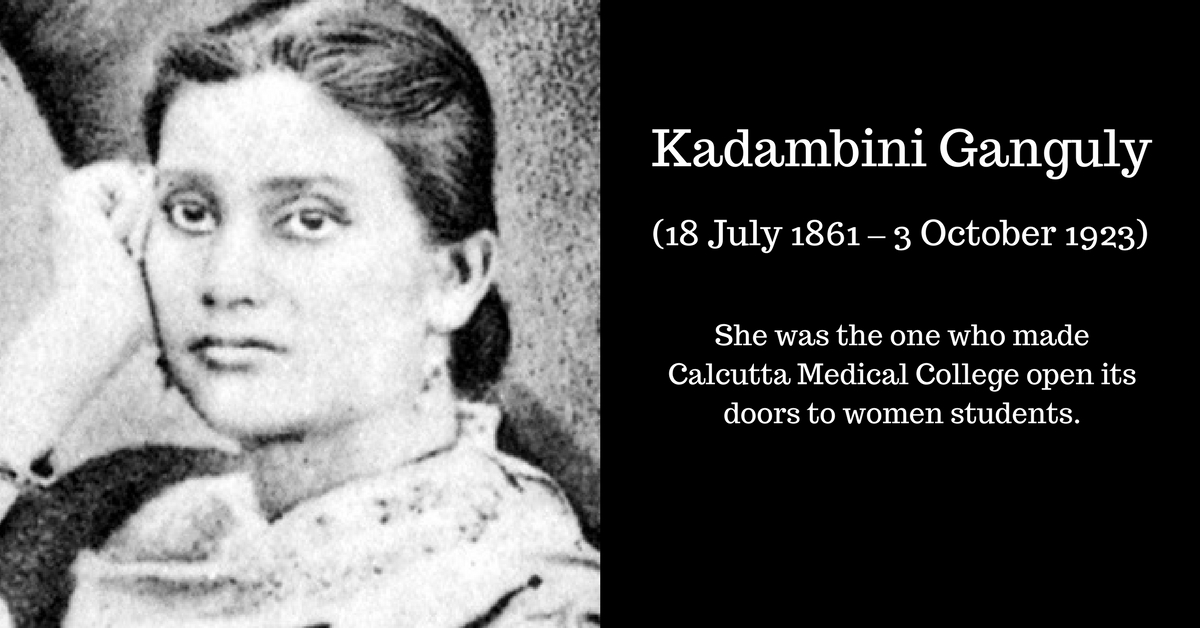 Kadambini Ganguly
(18 July 1861 – 3 October 1923)
She was the one who made
Calcutta Medical College open its
doors to women students.